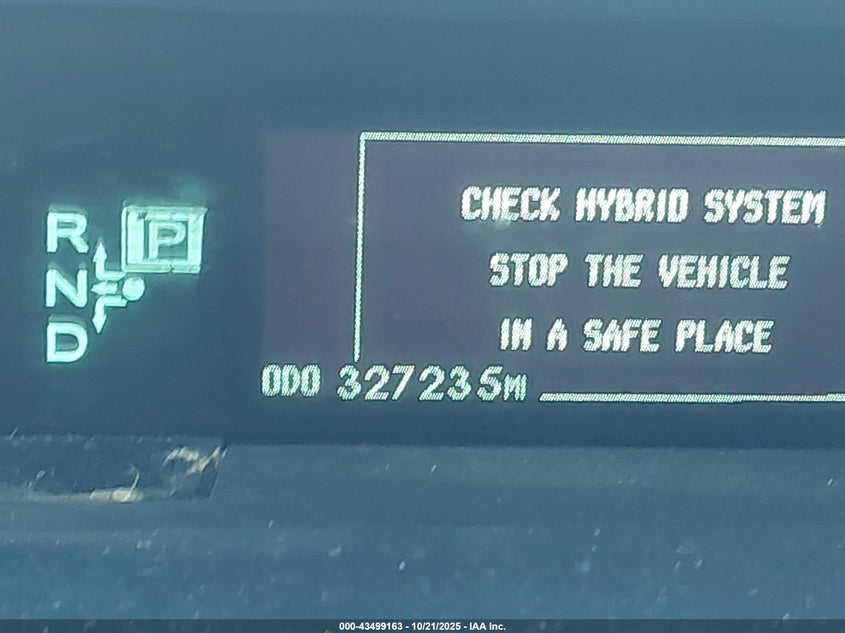 R
P
N
D
CHECK HYBRID SYSTEM
STOP THE VEHICLE
IN A SAFE PLACE
ODO 327235MI
000-43499163 - 10/21/2025 - IAA Inc.